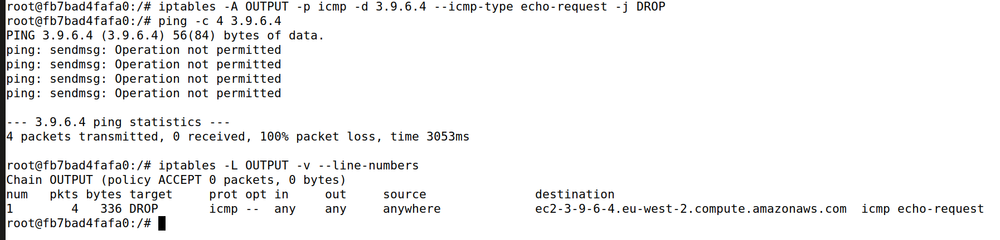 root@fb7bad4fafa0:/# iptables -A OUTPUT -p icmp -d 3.9.6.4 --icmp-type echo-request -j DROP
root@fb7bad4fafa0:/# ping -c 4 3.9.6.4
PING 3.9.6.4 (3.9.6.4) 56(84) bytes of data.
ping: sendmsg: Operation not permitted
ping: sendmsg: Operation not permitted
ping: sendmsg: Operation not permitted
ping: sendmsg: Operation not permitted
--- 3.9.6.4 ping statistics ---
4 packets transmitted, 0 received, 100% packet loss, time 3053ms
root@fb7bad4fafa0:/# iptables -L OUTPUT -v --line-numbers
Chain OUTPUT (policy ACCEPT 0 packets, 0 bytes)
num   pkts bytes target     prot opt in     out     source               destination
1        4   336 DROP       icmp --  any    any     anywhere             ec2-3-9-6-4.eu-west-2.compute.amazonaws.com  icmp echo-request
root@fb7bad4fafa0:/#